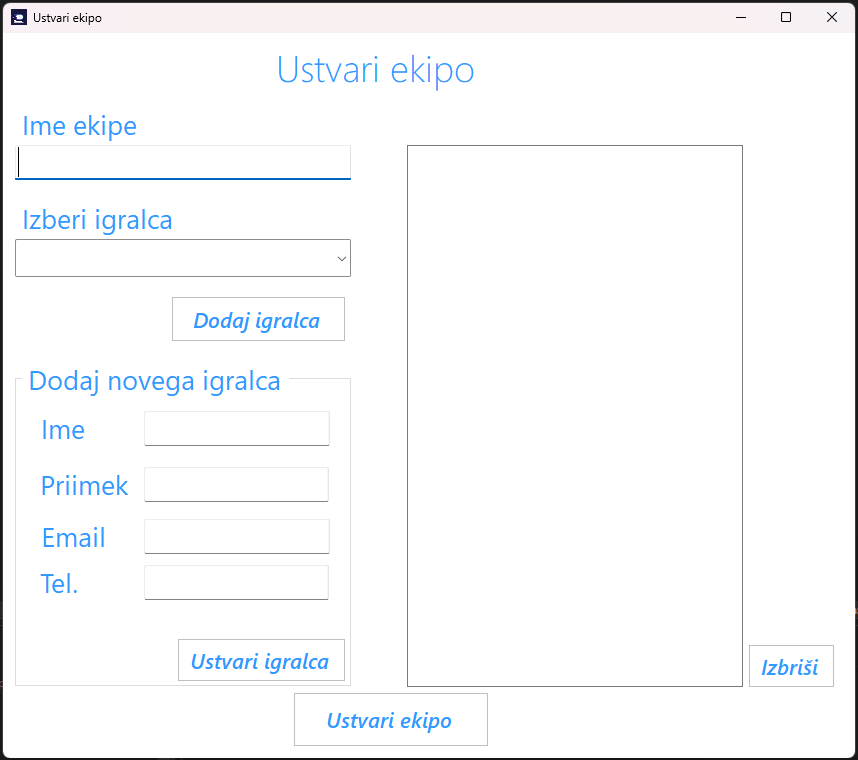 Ustvari ekipo
Ustvari ekipo
Ime ekipe
Izberi igralca
Dodaj igralca
Dodaj novega igralca
Ime
Priimek
Email
Tel.
Ustvari igralca
Izbriši
Ustvari ekipo